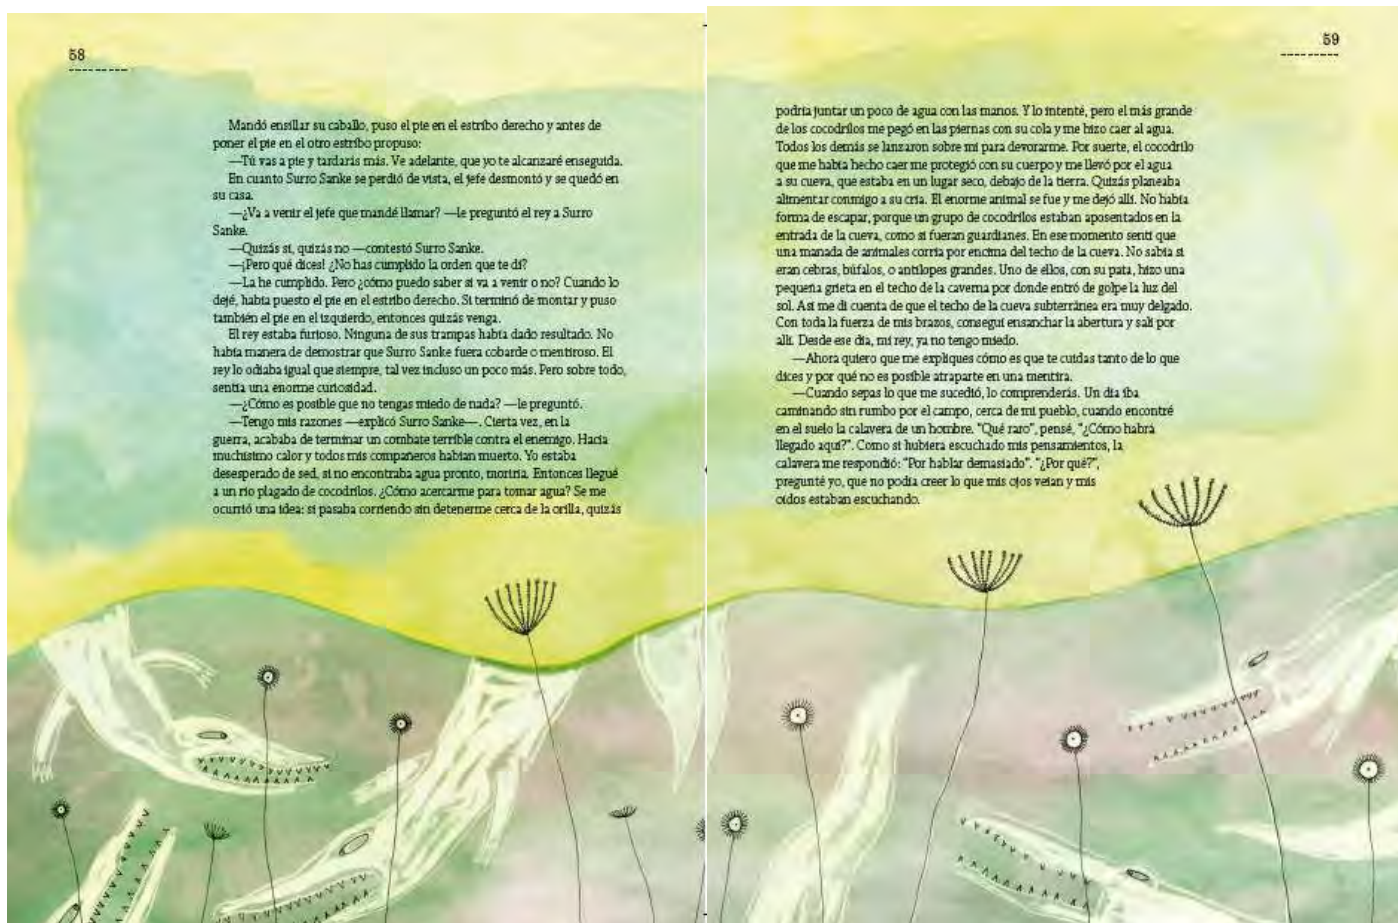 58
Mandó ensillar su caballo, puso el pie en el estribo derecho y antes de
poner el pie en el otro estribo propuso:
—Tú vas a pie y tardarás más. Ve adelante, que yo te alcanzaré enseguida.
En cuanto Surro Sanke se perdió de vista, el jefe desmontó y se quedó en
su casa.
—¿Va a venir el jefe que mandé llamar? —le preguntó el rey a Surro
Sanke.
—Quizás sí, quizás no —contestó Surro Sanke.
—¡Pero qué dices! ¿No has cumplido la orden que te di?
—La he cumplido. Pero ¿cómo puedo saber si va a venir o no? Cuando lo
dejé, había puesto el pie en el estribo derecho. Si terminó de montar y puso
también el pie en el izquierdo, entonces quizás venga.
El rey estaba furioso. Ninguna de sus trampas había dado resultado. No
había manera de demostrar que Surro Sanke fuera cobarde o mentiroso. El
rey lo odiaba igual que siempre, tal vez incluso un poco más. Pero sobre todo,
sentía una enorme curiosidad.
—¿Cómo es posible que no tengas miedo de nada? —le preguntó.
—Tengo mis razones —explicó Surro Sanke—. Cierta vez, en la
guerra, acababa de terminar un combate terrible contra el enemigo. Hacía
muchísimo calor y todos mis compañeros habían muerto. Yo estaba
desesperado de sed, si no encontraba agua pronto, moriría. Entonces llegué
a un río plagado de cocodrilos. ¿Cómo acercarme para tomar agua? Se me
ocurrió una idea: si pasaba corriendo sin detenerme cerca de la orilla, quizás
59
podría juntar un poco de agua con las manos. Y lo intenté, pero el más grande
de los cocodrilos me pegó en las piernas con su cola y me hizo caer al agua.
Todos los demás se lanzaron sobre mí para devorarme. Por suerte, el cocodrilo
que me había hecho caer me protegió con su cuerpo y me llevó por el agua
a su cueva, que estaba en un lugar seco, debajo de la tierra. Quizás planeaba
alimentar conmigo a su cría. El enorme animal se fue y me dejó allí. No había
forma de escapar, porque un grupo de cocodrilos estaban aposentados en la
entrada de la cueva, como si fueran guardianes. En ese momento sentí que
una manada de animales corría por encima del techo de la cueva. No sabía si
eran cebras, búfalos, o antílopes grandes. Uno de ellos, con su pata, hizo una
pequeña grieta en el techo de la caverna por donde entró de golpe la luz del
sol. Así me di cuenta de que el techo de la cueva subterránea era muy delgado.
Con toda la fuerza de mis brazos, conseguí ensanchar la abertura y salí por
allí. Desde ese día, mi rey, ya no tengo miedo.
—Ahora quiero que me expliques cómo es que te cuidas tanto de lo que
dices y por qué no es posible atraparte en una mentira.
—Cuando sepas lo que me sucedió, lo comprenderás. Un día iba
caminando sin rumbo por el campo, cerca de mi pueblo, cuando encontré
en el suelo la calavera de un hombre. "Qué raro", pensé, "¿Cómo habrá
llegado aquí?". Como si hubiera escuchado mis pensamientos, la
calavera me respondió: "Por hablar demasiado". "¿Por qué?",
pregunté yo, que no podía creer lo que mis ojos veían y mis
oídos estaban escuchando.